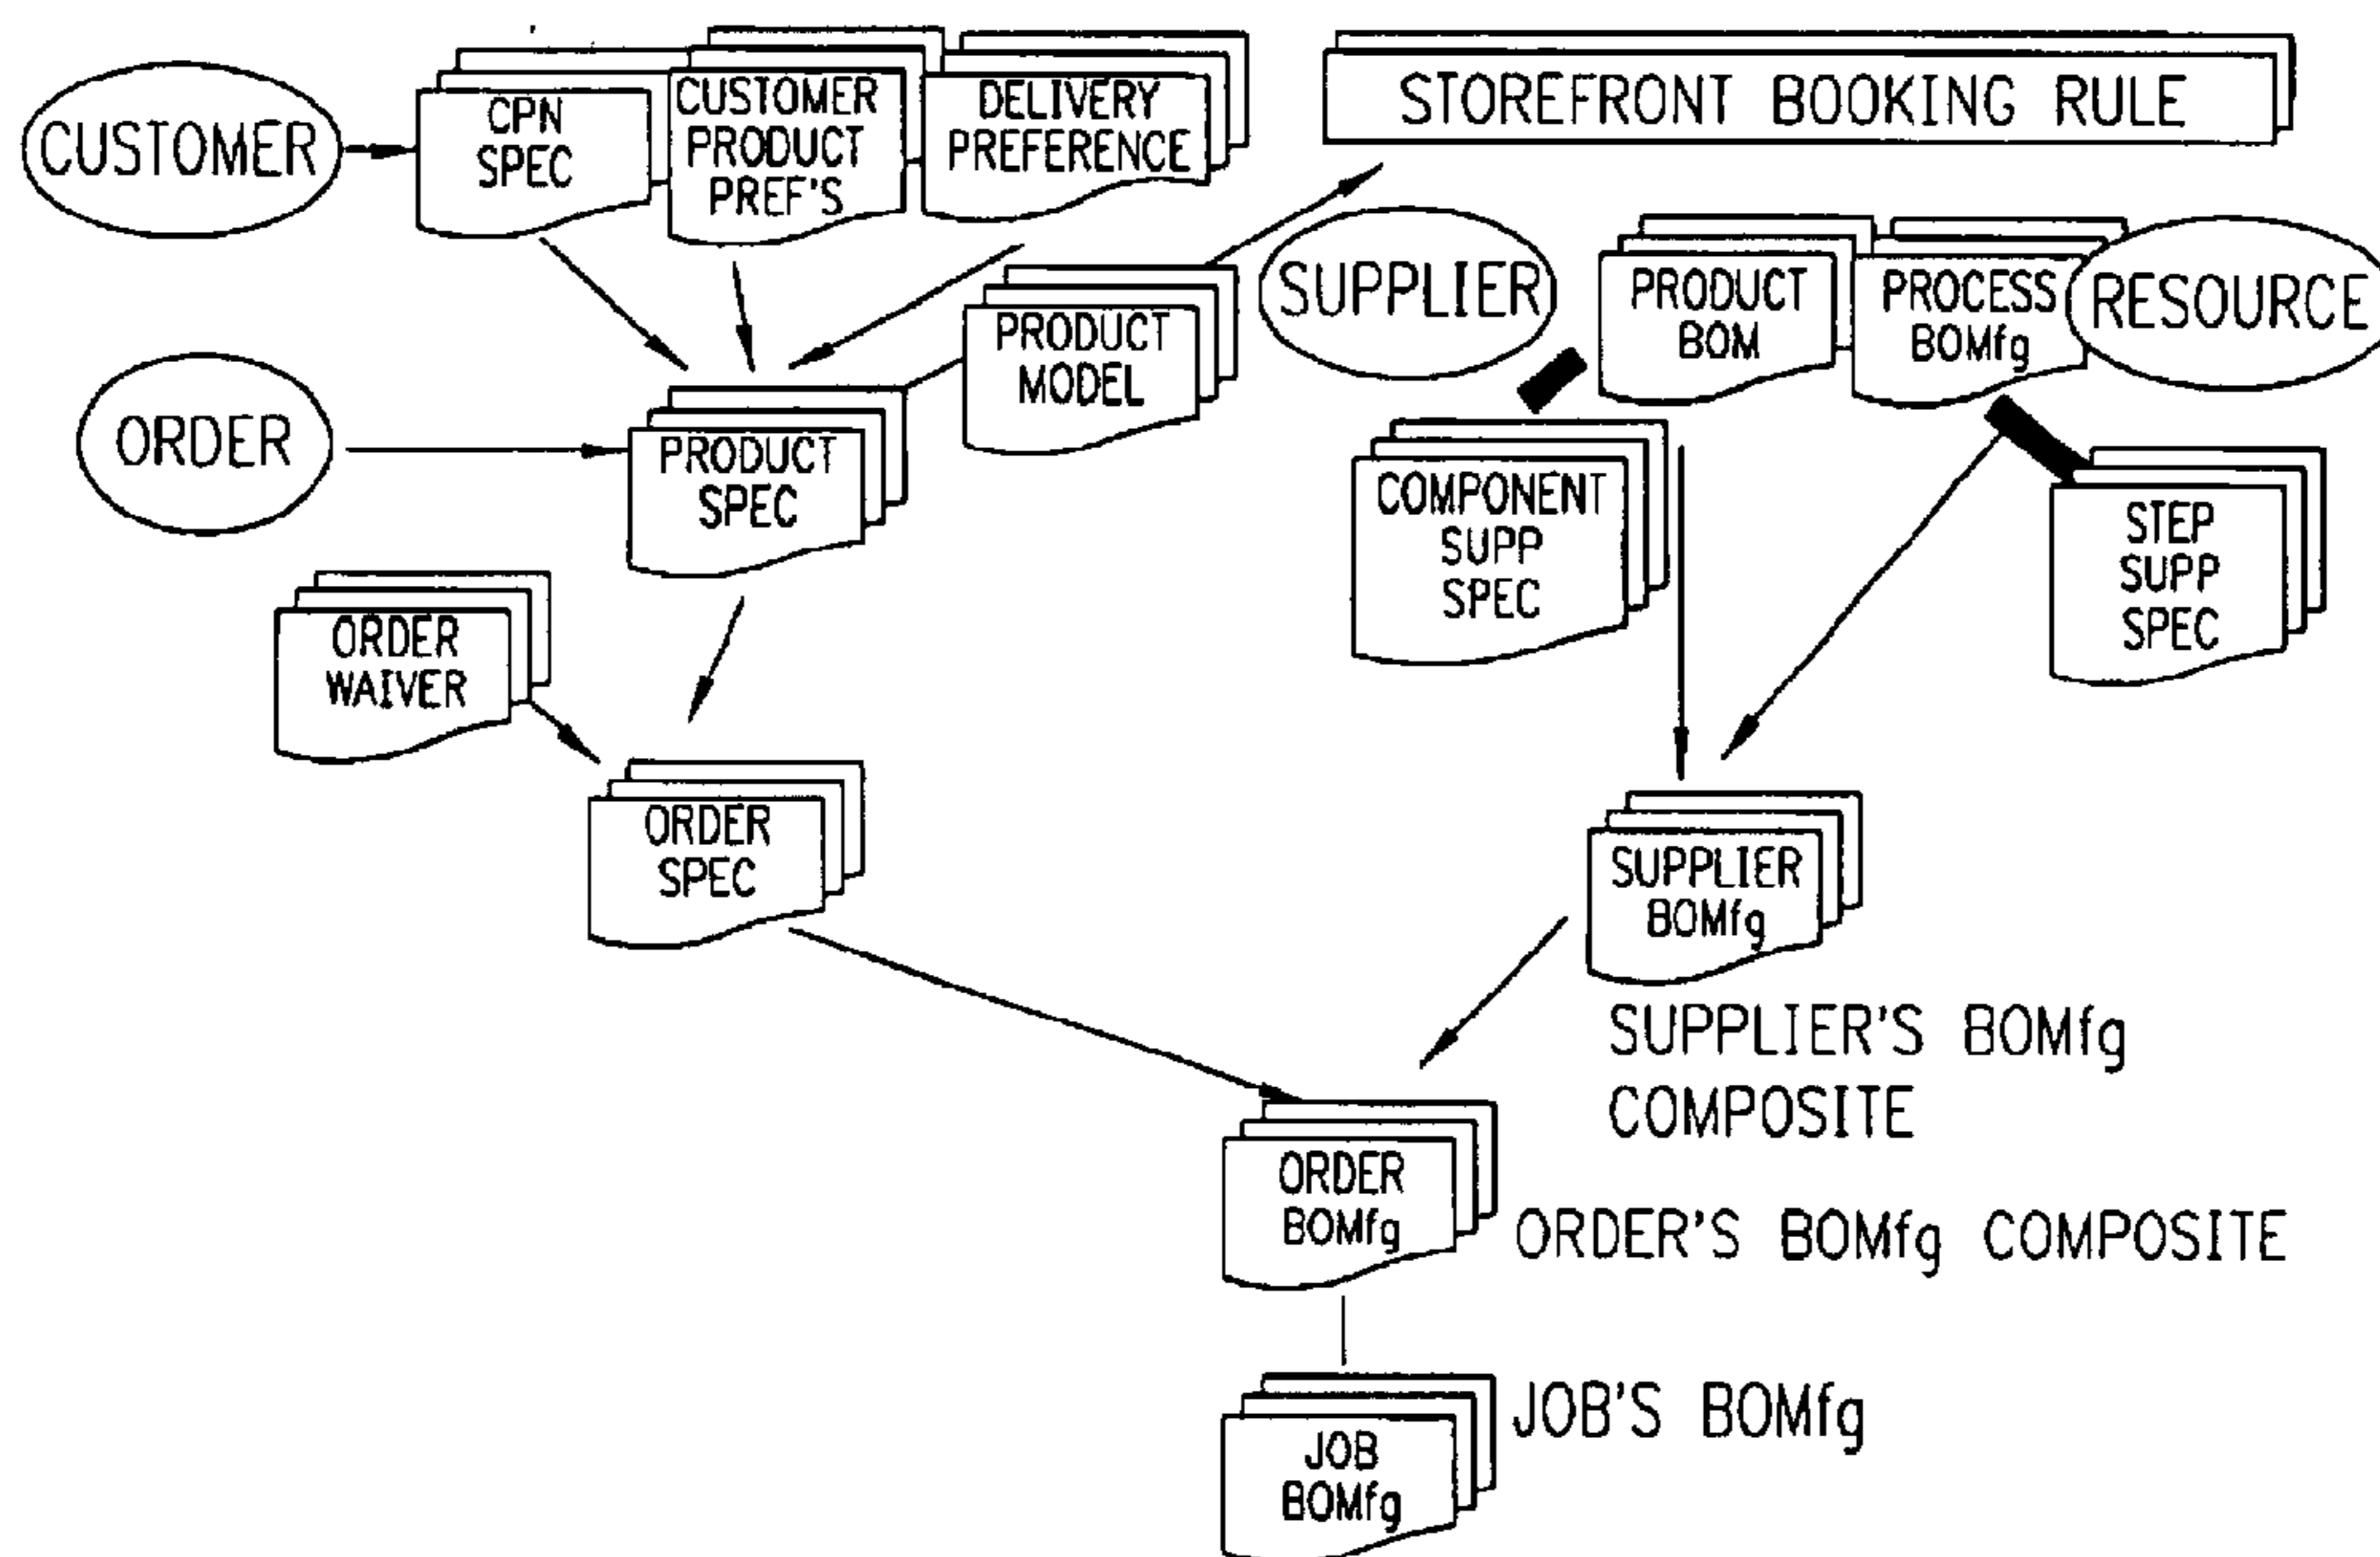 CUSTOMER
CPN
SPEC
CUSTOMER
PRODUCT
PREF'S
DELIVERY
PREFERENCE
STOREFRONT BOOKING RULE
SUPPLIER
PRODUCT
BOM
PROCESS
BOMfg
RESOURCE
PRODUCT
MODEL
ORDER
PRODUCT
SPEC
COMPONENT
SUPP
SPEC
STEP
SUPP
SPEC
ORDER
WAIVER
ORDER
SPEC
SUPPLIER
BOMfg
SUPPLIER'S BOMfg
COMPOSITE
ORDER
BOMfg
ORDER'S BOMfg COMPOSITE
JOB'S BOMfg
JOB
BOMfg